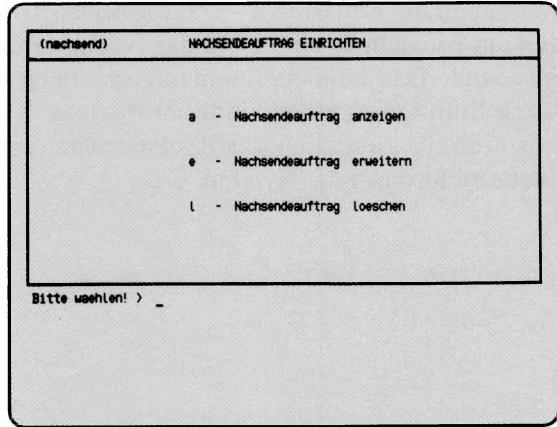 (nachsend) NACHSENDEAUFTRAG EINRICHTEN
a - Nachsendeauftrag anzeigen
e - Nachsendeauftrag erweitern
l - Nachsendeauftrag loeschen
Bitte waehlen! > _